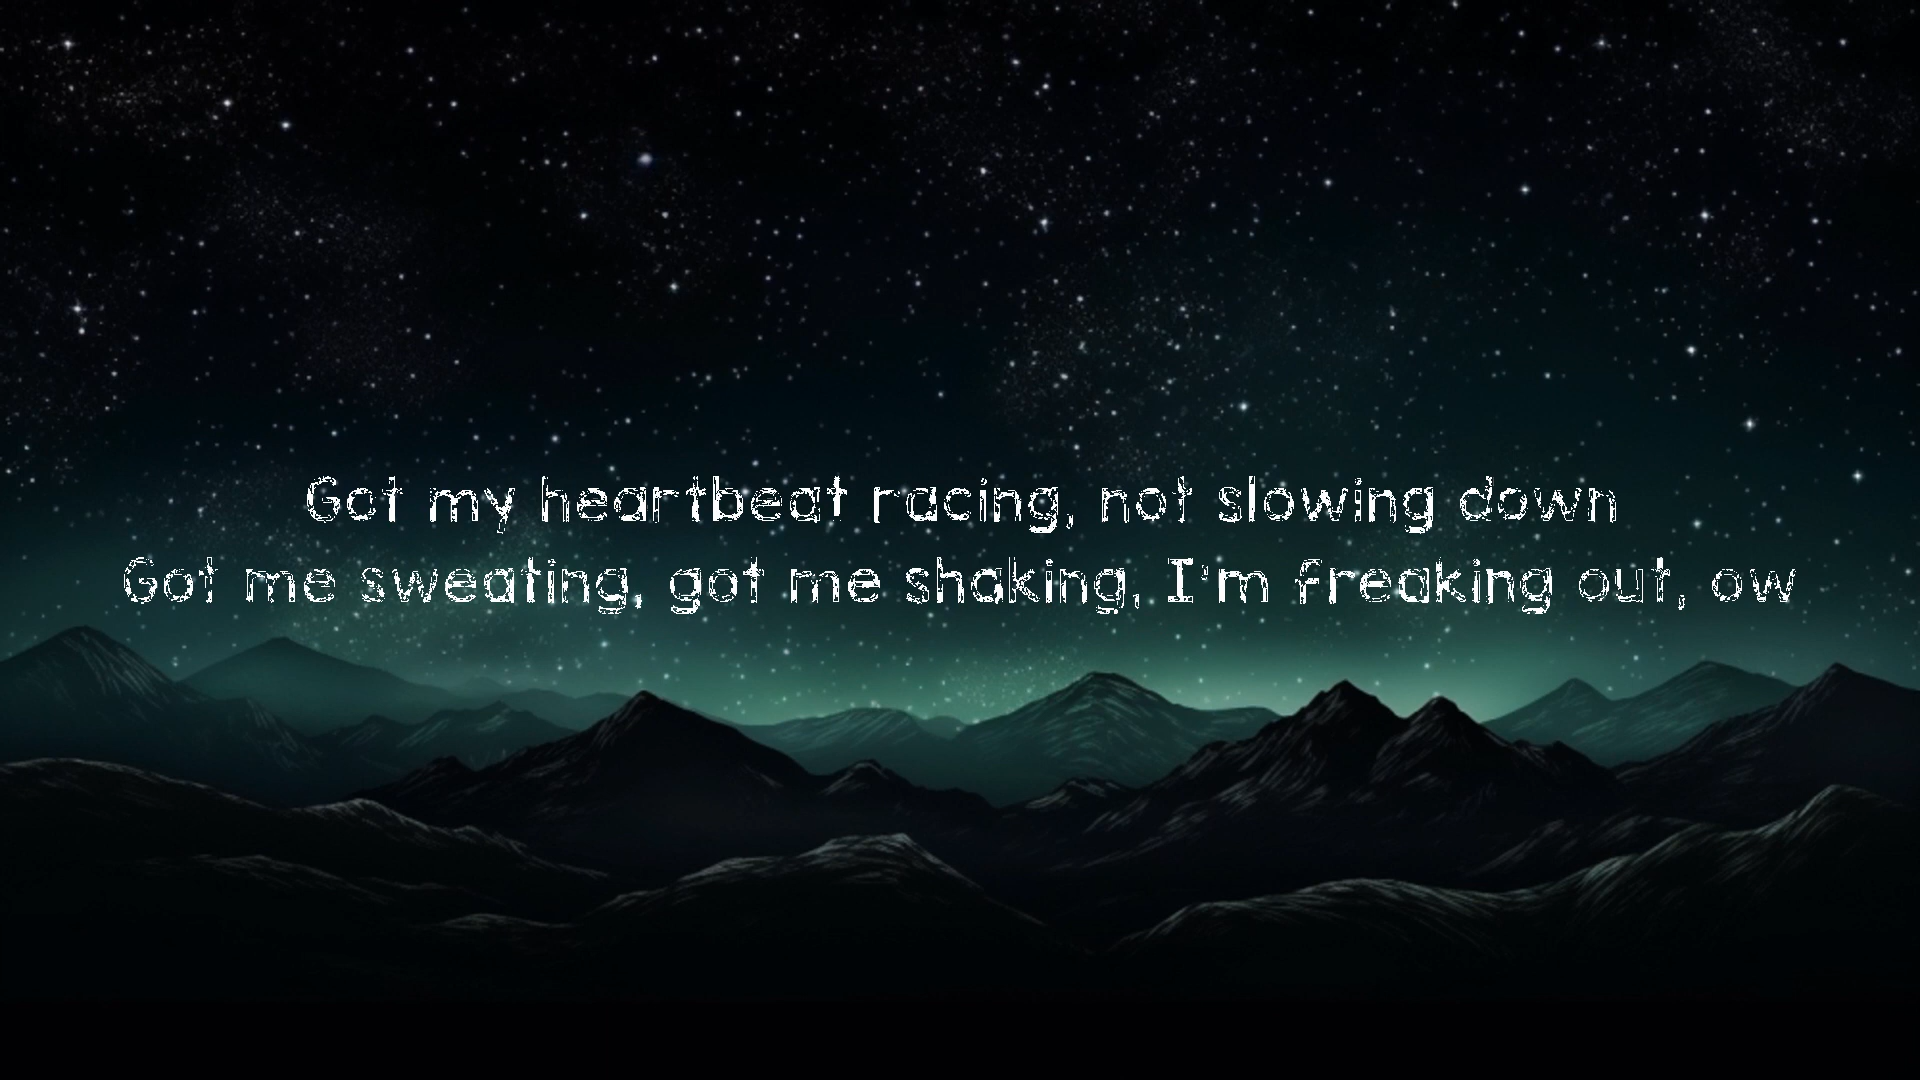 Got my heartbeat racing, not slowing down
Got me sweating, got me shaking, I'm freaking out, ow